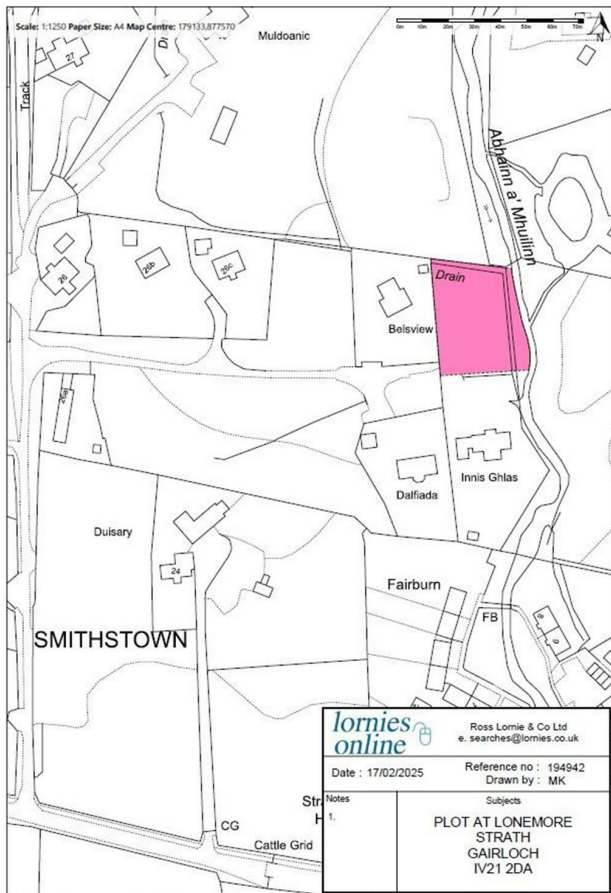 Scale: 1:1250 Paper Size: A4 Map Centre: 179133,877570
0m 10m 20m 30m 40m 50m 60m 70m
N
27
Muldoanic
Track
Abhainn a' Mhuilinn
26
26b
26c
Drain
Belsview
26a
Dalfiada
Innis Ghlas
Duisary
24
Fairburn
FB
8
9
SMITHSTOWN
CG
Cattle Grid
lornies
online
Ross Lornie & Co Ltd
e. searches@lornies.co.uk
Date : 17/02/2025
Reference no : 194942
Drawn by : MK
Notes
1.
Subjects
PLOT AT LONEMORE
STRATH
GAIRLOCH
IV21 2DA